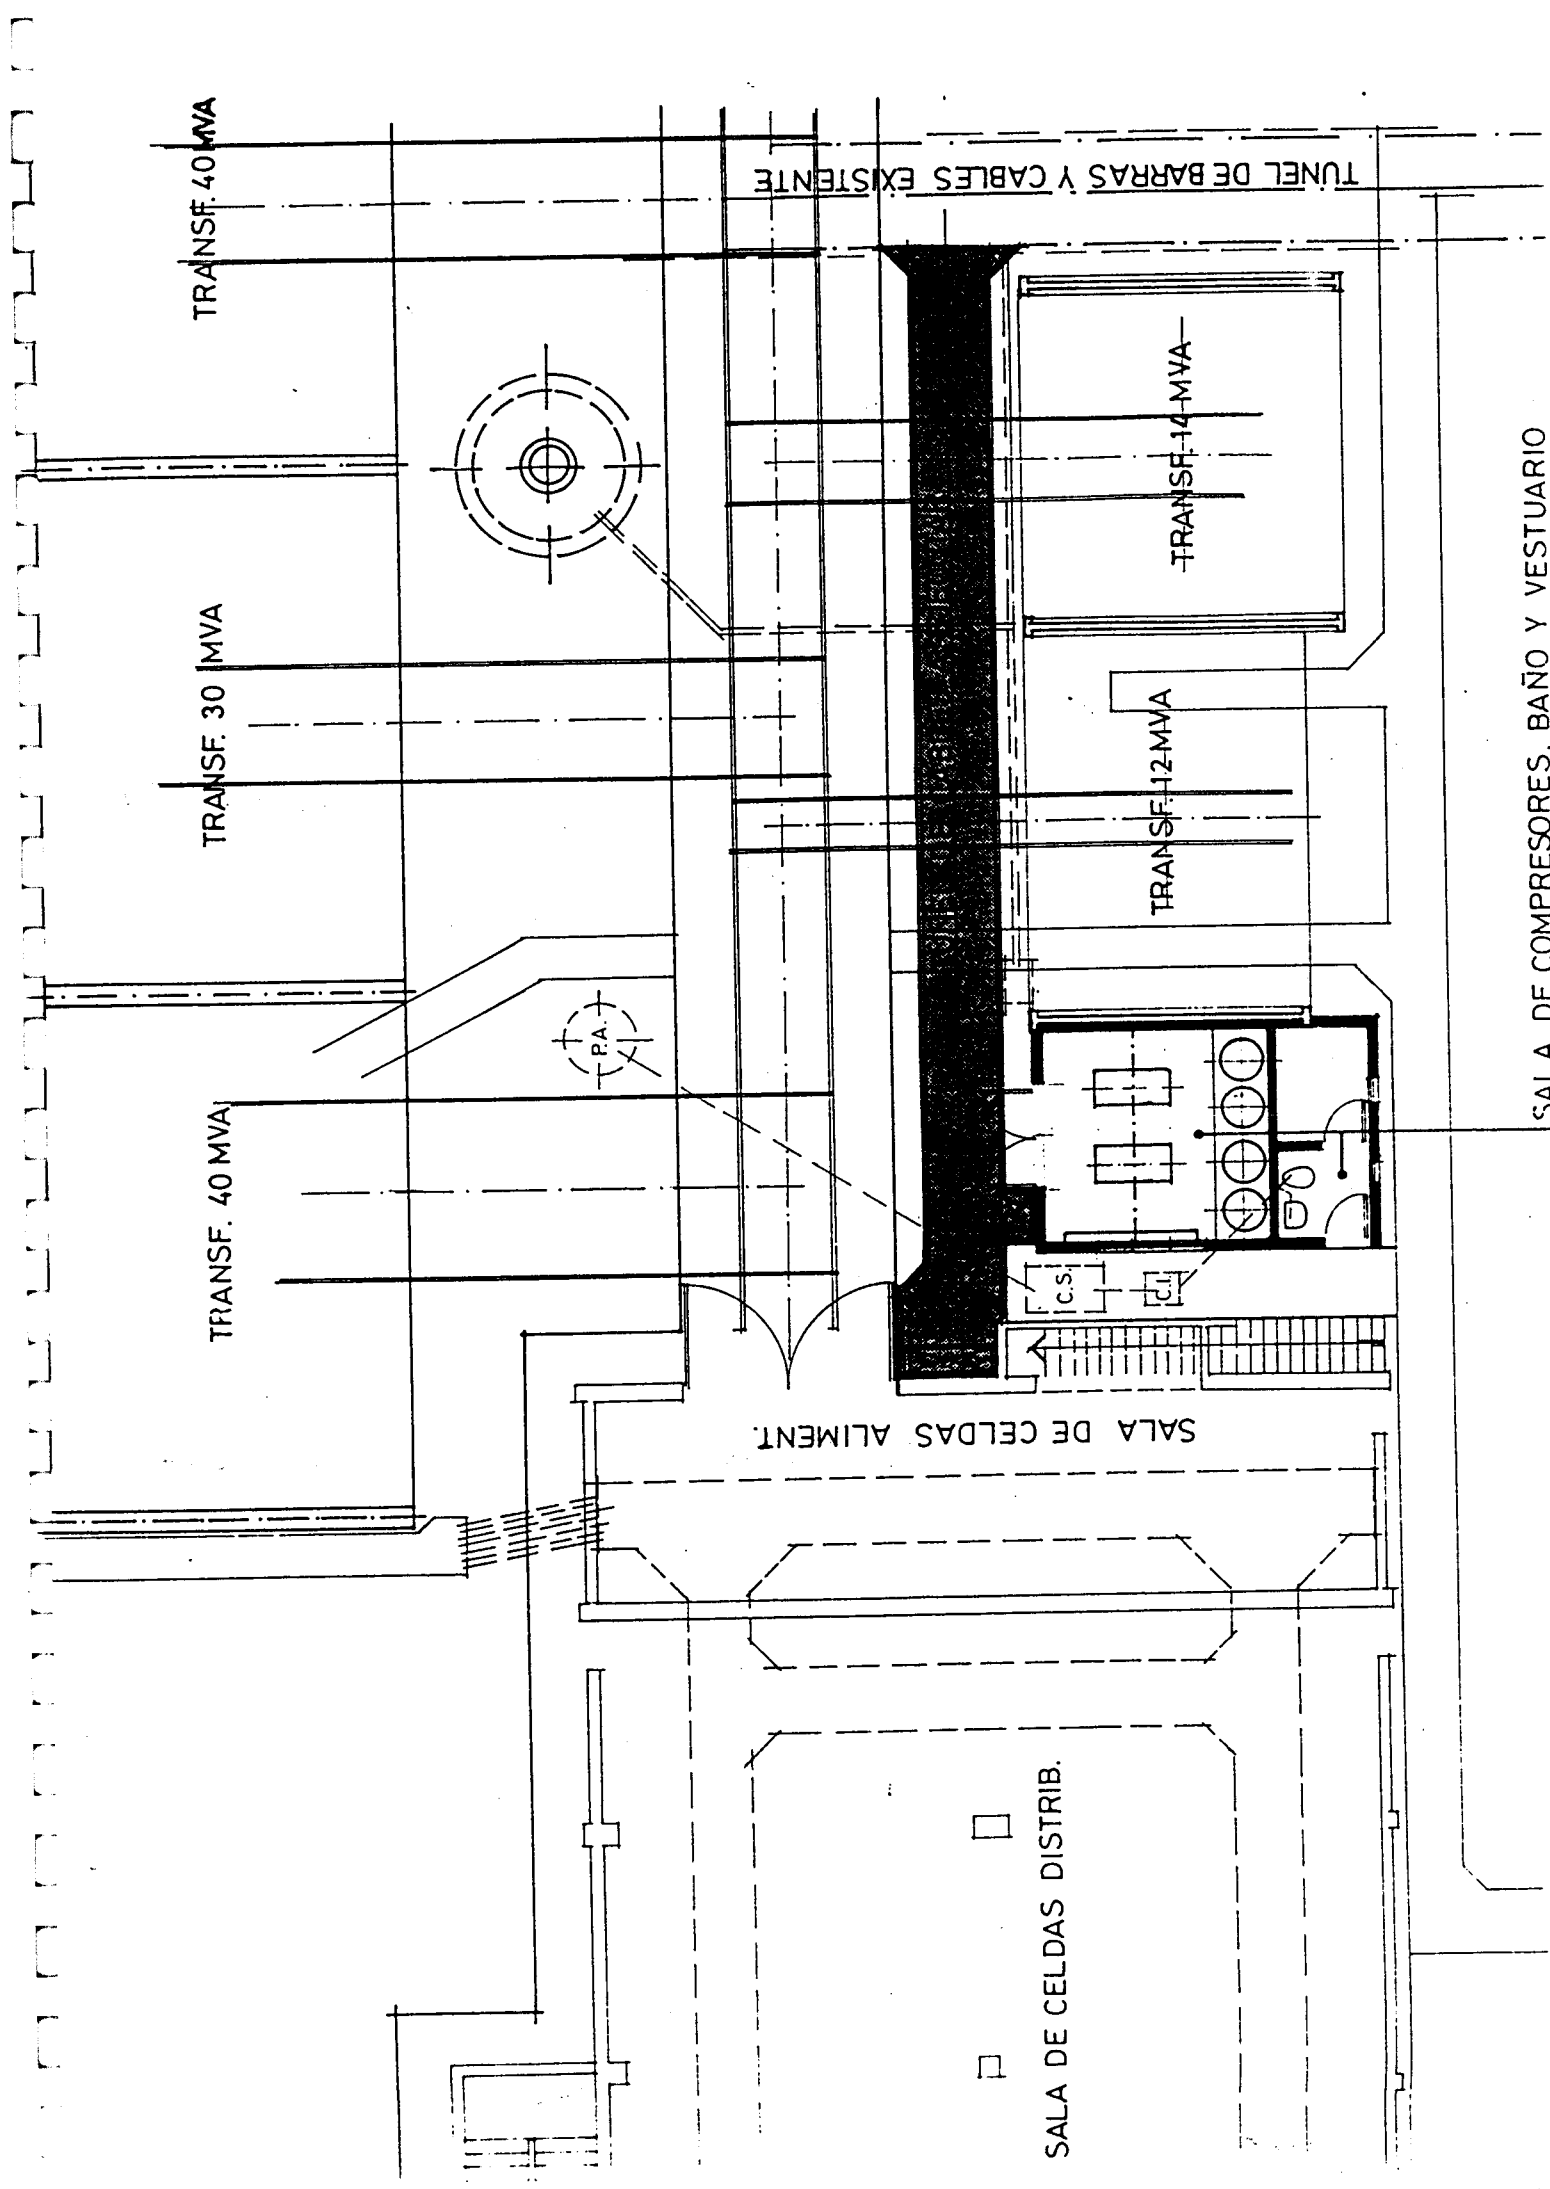 TRANSF. 40 MVA
TRANSF. 30 MVA
TRANSF. 40 MVA
TUNEL DE BARRAS Y CABLES EXISTENTE
TRANSF. 14 MVA
TRANSF. 12 MVA
P.A.
C.S.
C.I.
SALA DE CELDAS ALIMENT.
SALA DE CELDAS DISTRIB.
SALA DE COMPRESORES, BAÑO Y VESTUARIO